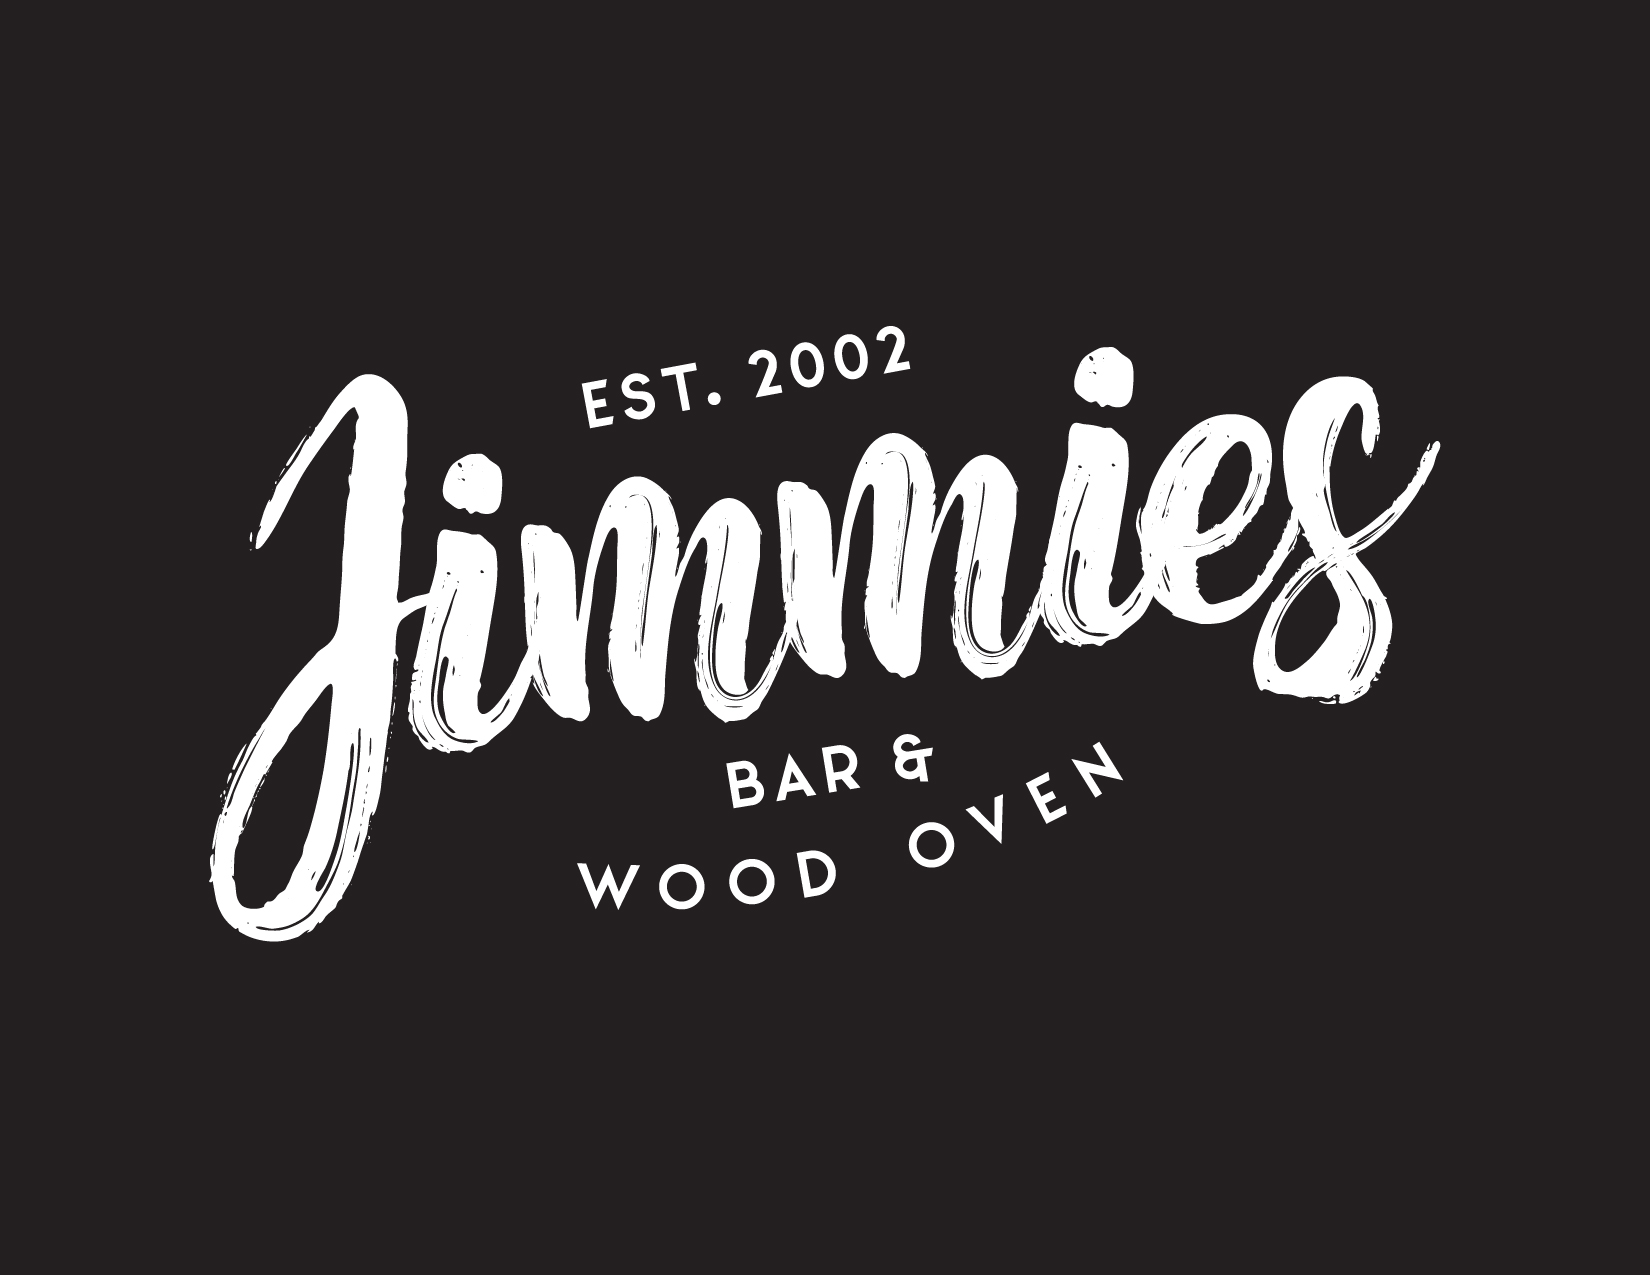 EST. 2002
Jimmies
BAR &
WOOD OVEN